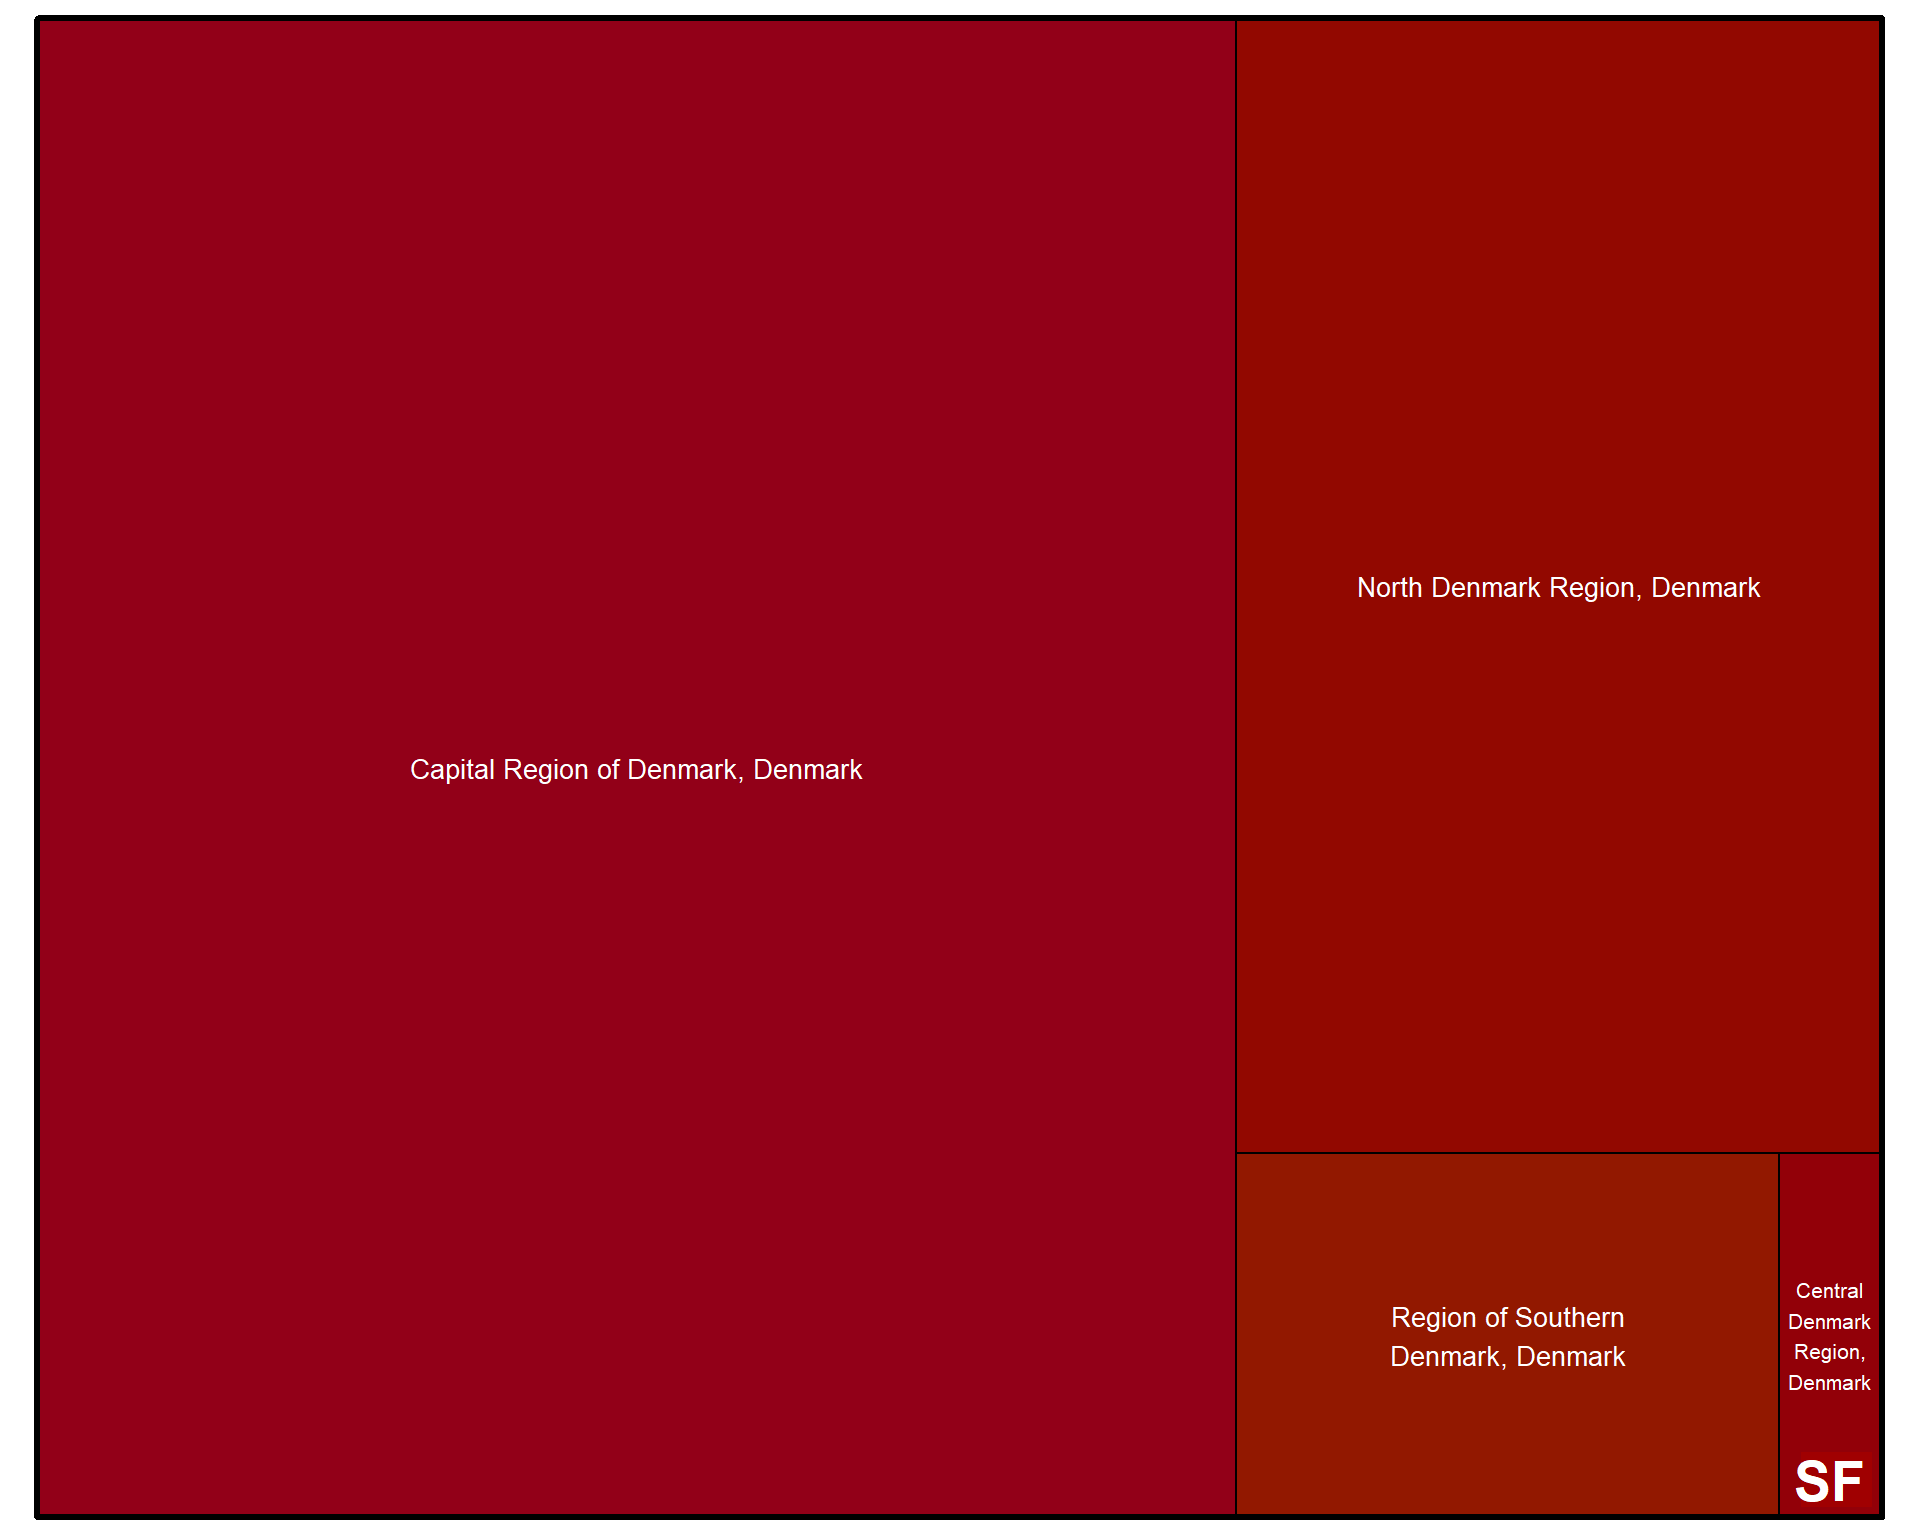 Capital Region of Denmark, Denmark
North Denmark Region, Denmark
Region of Southern
Denmark, Denmark
Central
Denmark
Region,
Denmark
SF